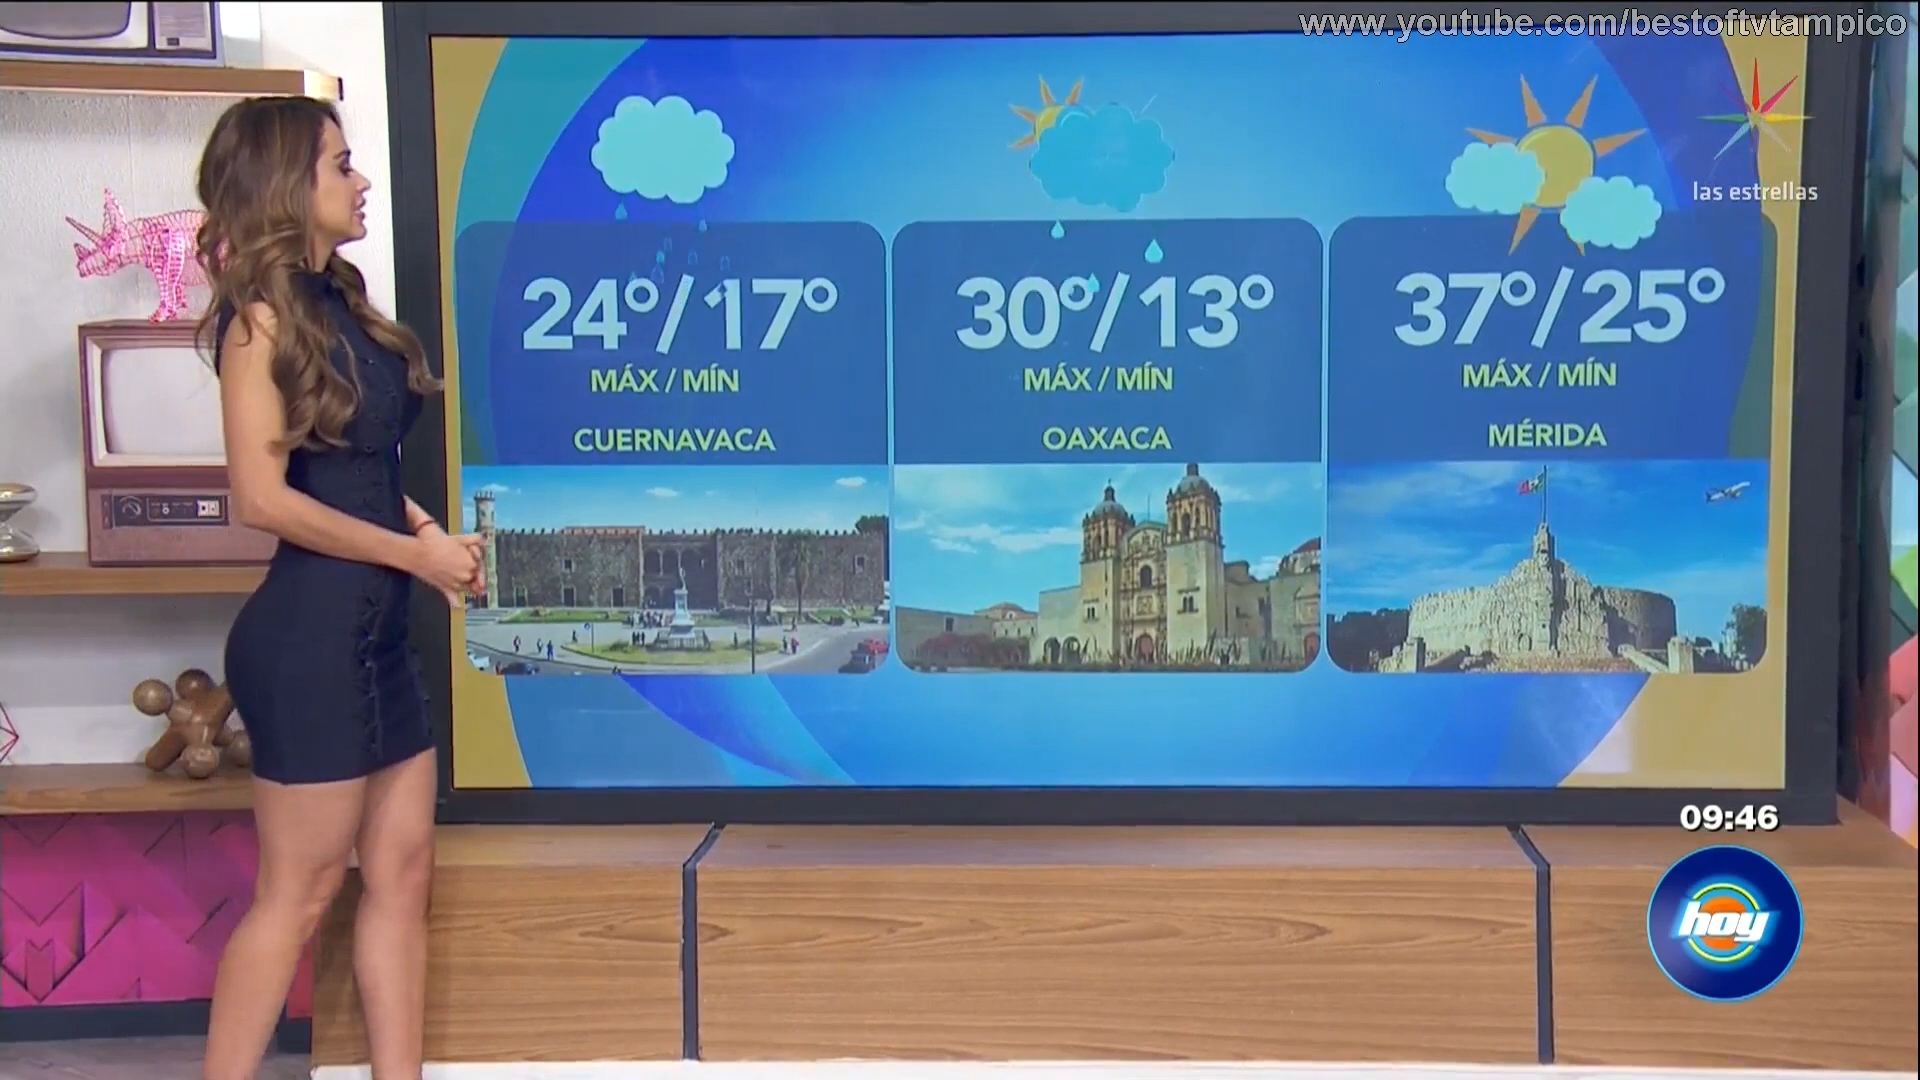 www.youtube.com/bestoftvtampico
las estrellas
24°/17°
MÁX / MÍN
CUERNAVACA
30°/13°
MÁX / MÍN
OAXACA
37°/25°
MÁX / MÍN
MÉRIDA
09:46
hoy